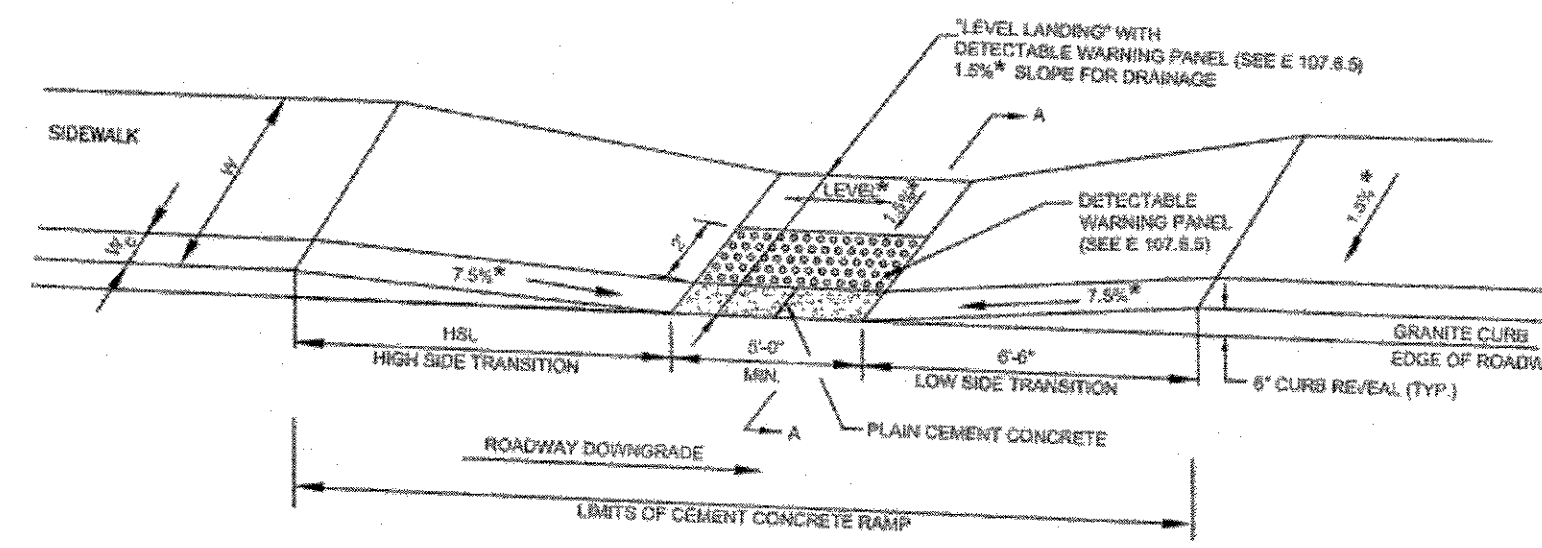 "LEVEL LANDING" WITH
DETECTABLE WARNING PANEL (SEE E 107.6.5)
1.5%* SLOPE FOR DRAINAGE
A
SIDEWALK
W
LEVEL*
1.5%*
DETECTABLE
WARNING PANEL
(SEE E 107.6.5)
1.5%*
2'
7.5%*
7.5%*
HSL
HIGH SIDE TRANSITION
5'-0"
MIN.
6'-6"
LOW SIDE TRANSITION
GRANITE CURB
EDGE OF ROADW
6" CURB REVEAL (TYP.)
A
PLAIN CEMENT CONCRETE
ROADWAY DOWNGRADE
LIMITS OF CEMENT CONCRETE RAMP